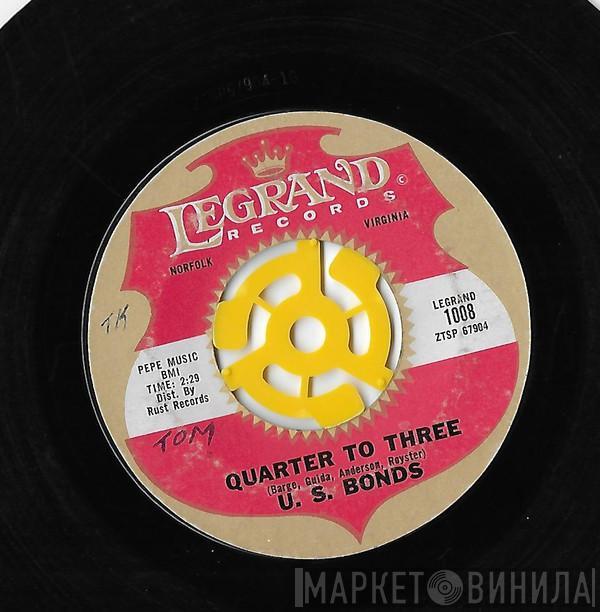 LEGRAND ©
RECORDS
NORFOLK
VIRGINIA
LEGRAND
1008
ZTSP 67904
PEPE MUSIC
BMI
TIME: 2:29
Dist. By
Rust Records
TK
TOM
QUARTER TO THREE
(Barge, Guida, Anderson, Royster)
U. S. BONDS
МАРКЕТ ВИНИЛА